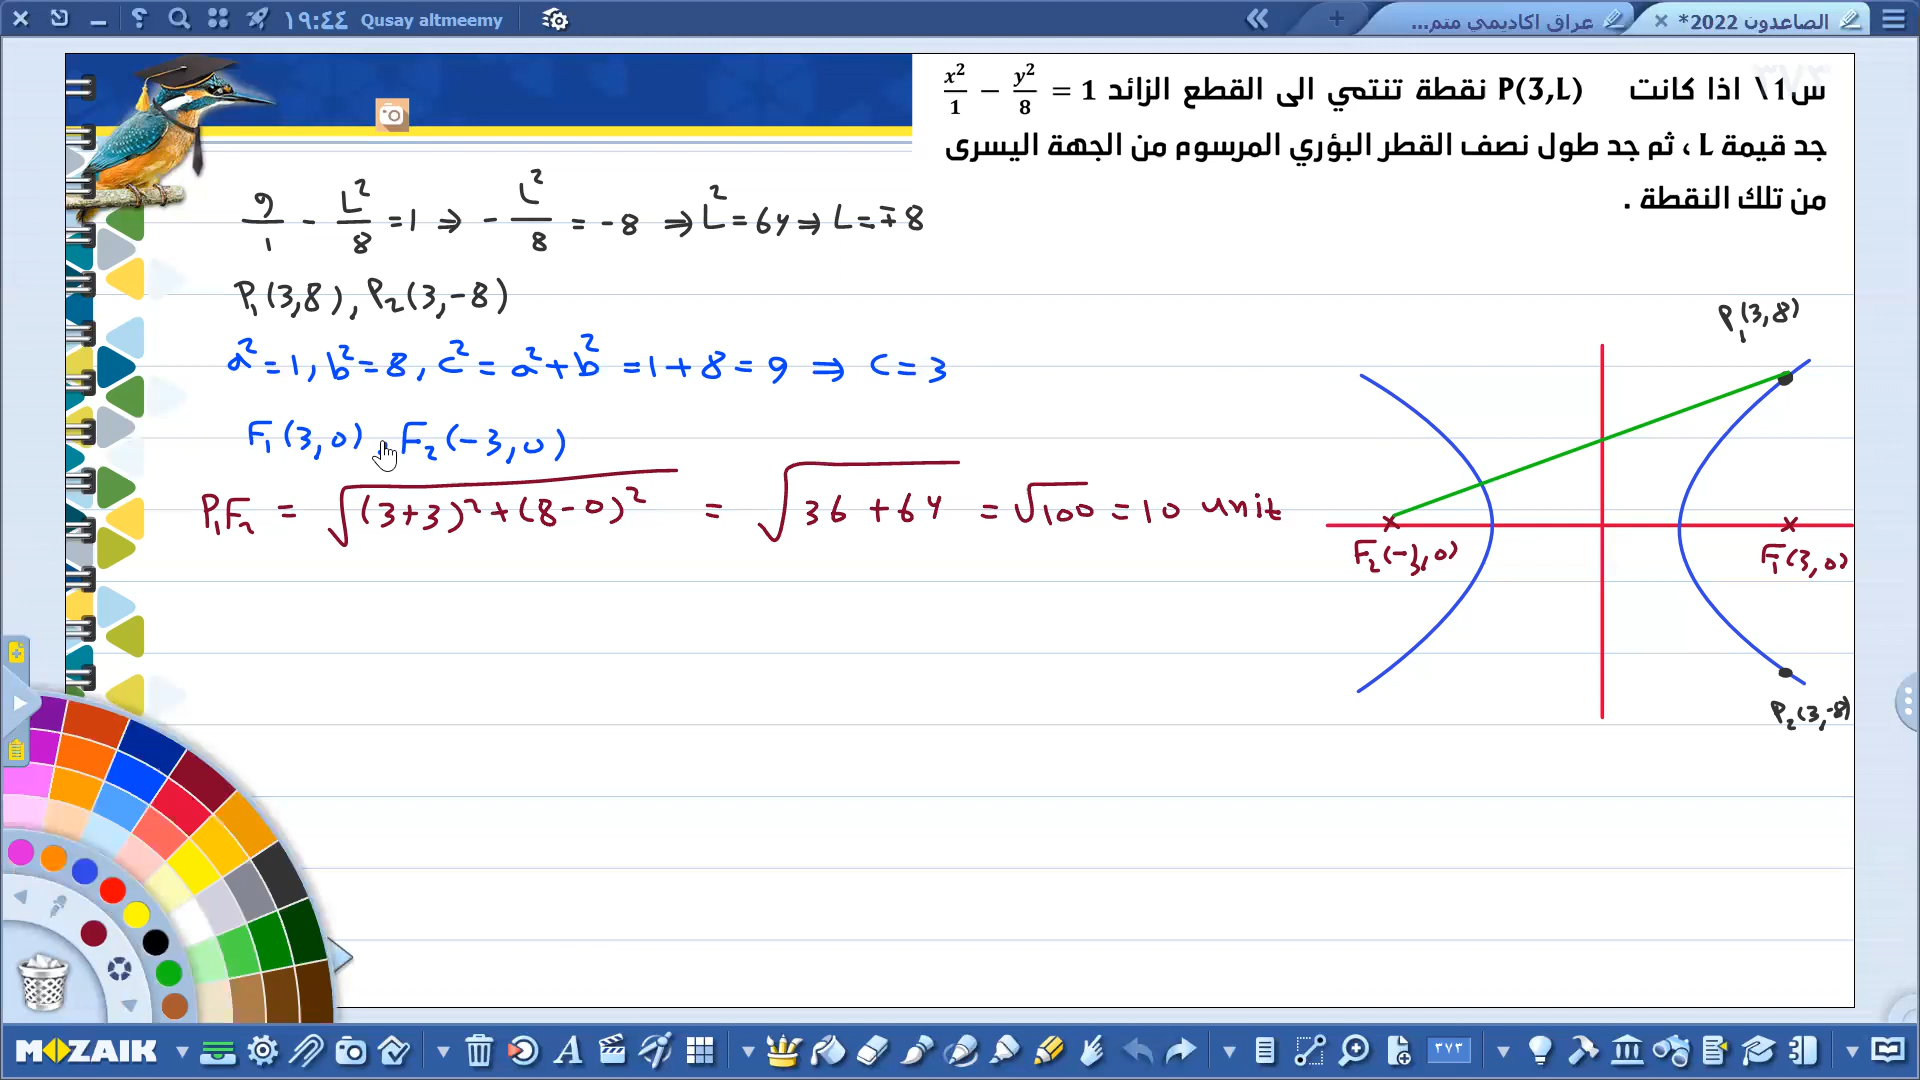 ١٩:٤٤ Qusay altmeemy
عراق اكاديمي متم...
الصاعدون 2022*
س1\ اذا كانت P(3,L) نقطة تنتمي الى القطع الزائد x²/1 − y²/8 = 1
جد قيمة L ، ثم جد طول نصف القطر البؤري المرسوم من الجهة اليسرى
من تلك النقطة .
9/1 - L²/8 = 1 ⇒ - L²/8 = -8 ⇒ L² = 64 ⇒ L = ∓8
P₁(3,8), P₂(3,-8)
a² = 1, b² = 8, c² = a² + b² = 1 + 8 = 9 ⇒ c = 3
F₁(3,0), F₂(-3,0)
P₁F₂ = √(3+3)² + (8-0)² = √36 + 64 = √100 = 10 unit
P₁(3,8)
F₂(-3,0)
F₁(3,0)
P₂(3,-8)
MOZAIK
٣٧٣